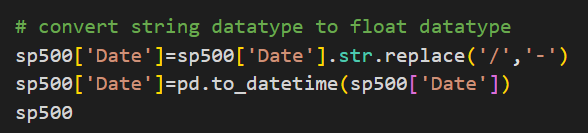 # convert string datatype to float datatype
sp500['Date']=sp500['Date'].str.replace('/','-')
sp500['Date']=pd.to_datetime(sp500['Date'])
sp500